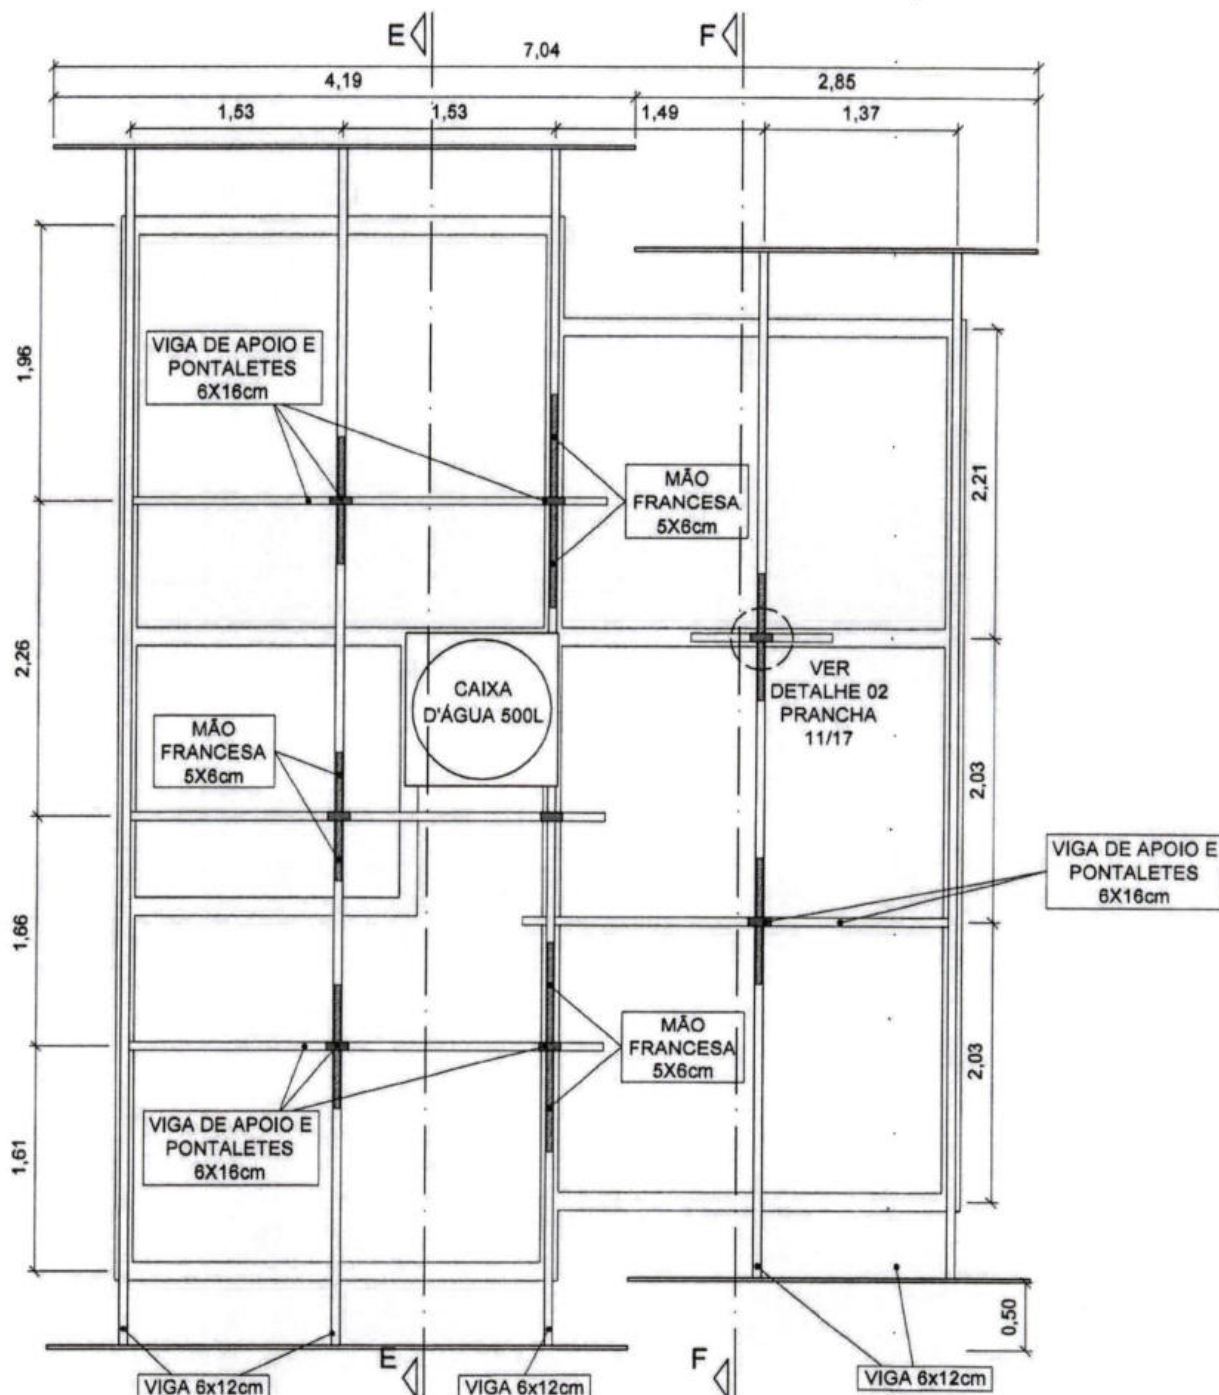 E
F
7,04
4,19
2,85
1,53
1,53
1,49
1,37
1,96
VIGA DE APOIO E
PONTALETES
6X16cm
MÃO
FRANCESA
5X6cm
2,21
2,26
CAIXA
D'ÁGUA 500L
VER
DETALHE 02
PRANCHA
11/17
MÃO
FRANCESA
5X6cm
2,03
VIGA DE APOIO E
PONTALETES
6X16cm
1,66
MÃO
FRANCESA
5X6cm
2,03
VIGA DE APOIO E
PONTALETES
6X16cm
1,61
0,50
E
F
VIGA 6x12cm
VIGA 6x12cm
VIGA 6x12cm